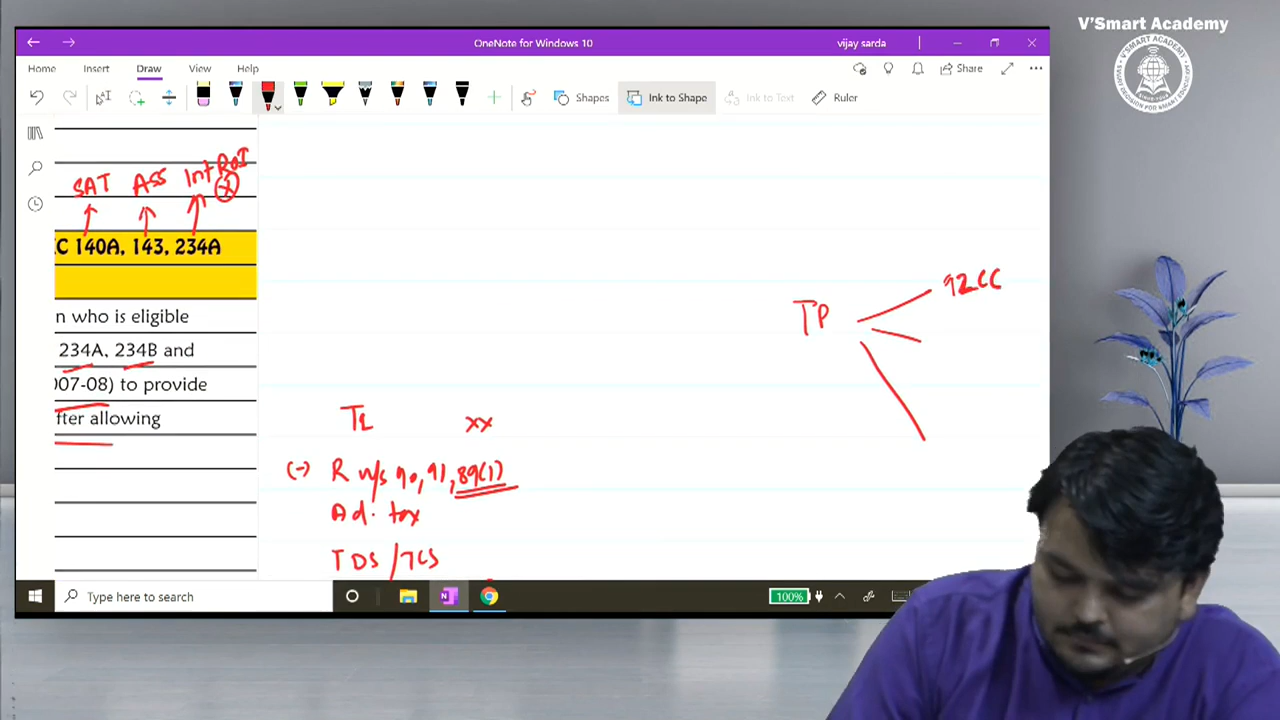 V'Smart Academy
OneNote for Windows 10
vijay sarda
Home Insert Draw View Help
Share
Shapes
Ink to Shape
Ink to Text
Ruler
SAT ASS Int ROI
C 140A, 143, 234A
n who is eligible
234A, 234B and
007-08) to provide
fter allowing
TP
92CC
TL xx
(-) R u/s 90, 91, 89(1)
Ad. tax
TDS/TCS
Type here to search
100%